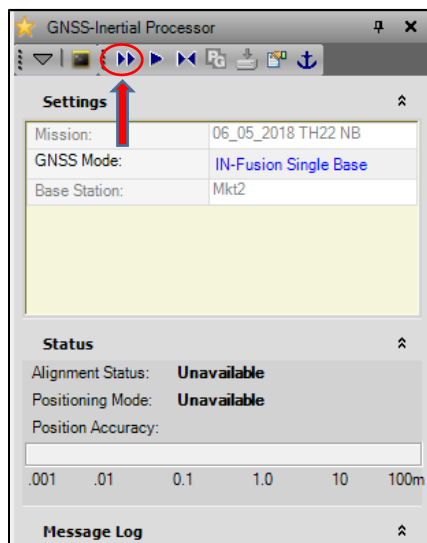 GNSS-Inertial Processor
Settings
Mission: 06_05_2018 TH22 NB
GNSS Mode: IN-Fusion Single Base
Base Station: Mkt2
Status
Alignment Status: Unavailable
Positioning Mode: Unavailable
Position Accuracy:
.001 .01 0.1 1.0 10 100m
Message Log